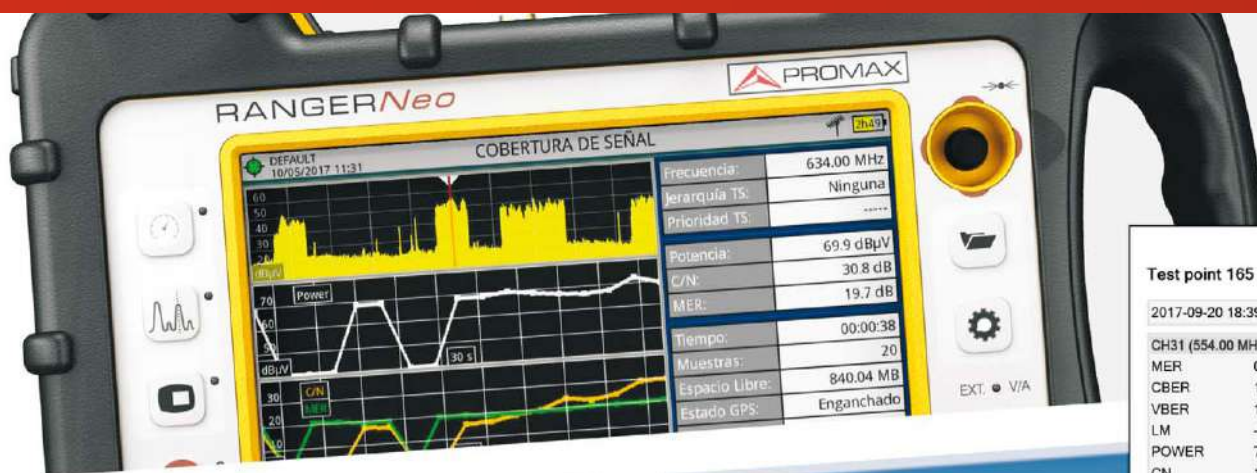 RANGERNeo
PROMAX
DEFAULT
10/05/2017 11:31
COBERTURA DE SEÑAL
2h49
60
50
40
30
dBµV
Power
70
60
dBµV
30 s
C/N
MER
30
20
10
Frecuencia: 634.00 MHz
Jerarquía TS: Ninguna
Prioridad TS: -----
Potencia: 69.9 dBµV
C/N: 30.8 dB
MER: 19.7 dB
Tiempo: 00:00:38
Muestras: 20
Espacio Libre: 840.04 MB
Estado GPS: Enganchado
EXT. V/A
Test point 165
2017-09-20 18:39
CH31 (554.00 MH
MER
CBER
VBER
LM
POWER
CN